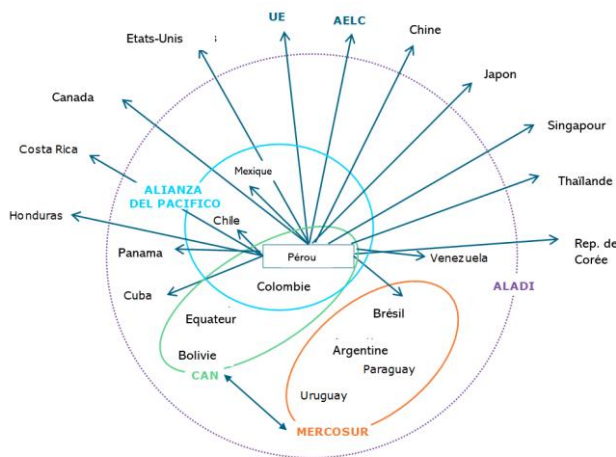 UE
AELC
Chine
Etats-Unis
Japon
Canada
Singapour
Costa Rica
Mexique
Thaïlande
ALIANZA
DEL PACIFICO
Honduras
Chile
Panama
Pérou
Venezuela
Rep. de
Corée
Cuba
Colombie
ALADI
Equateur
Brésil
Bolivie
Argentine
Paraguay
CAN
Uruguay
MERCOSUR